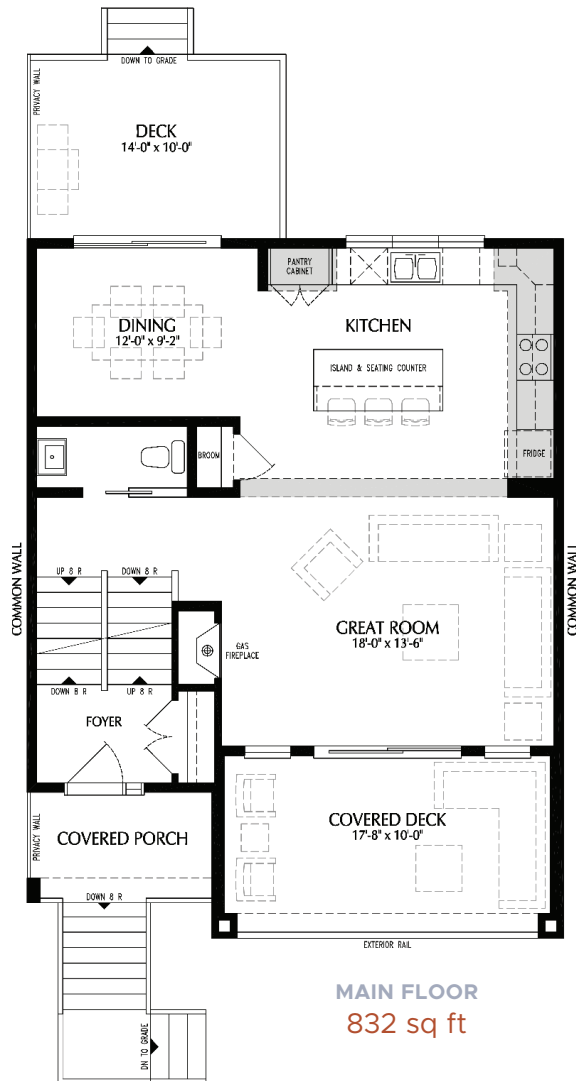 DOWN TO GRADE
PRIVACY WALL
DECK
14'-0" x 10'-0"
PANTRY
CABINET
DINING
12'-0" x 9'-2"
KITCHEN
ISLAND & SEATING COUNTER
BROOM
FRIDGE
COMMON WALL
COMMON WALL
UP 8 R
DOWN 8 R
GREAT ROOM
18'-0" x 13'-6"
GAS
FIREPLACE
DOWN 8 R
UP 8 R
FOYER
PRIVACY WALL
COVERED PORCH
COVERED DECK
17'-8" x 10'-0"
DOWN 8 R
EXTERIOR RAIL
DN TO GRADE
MAIN FLOOR
832 sq ft